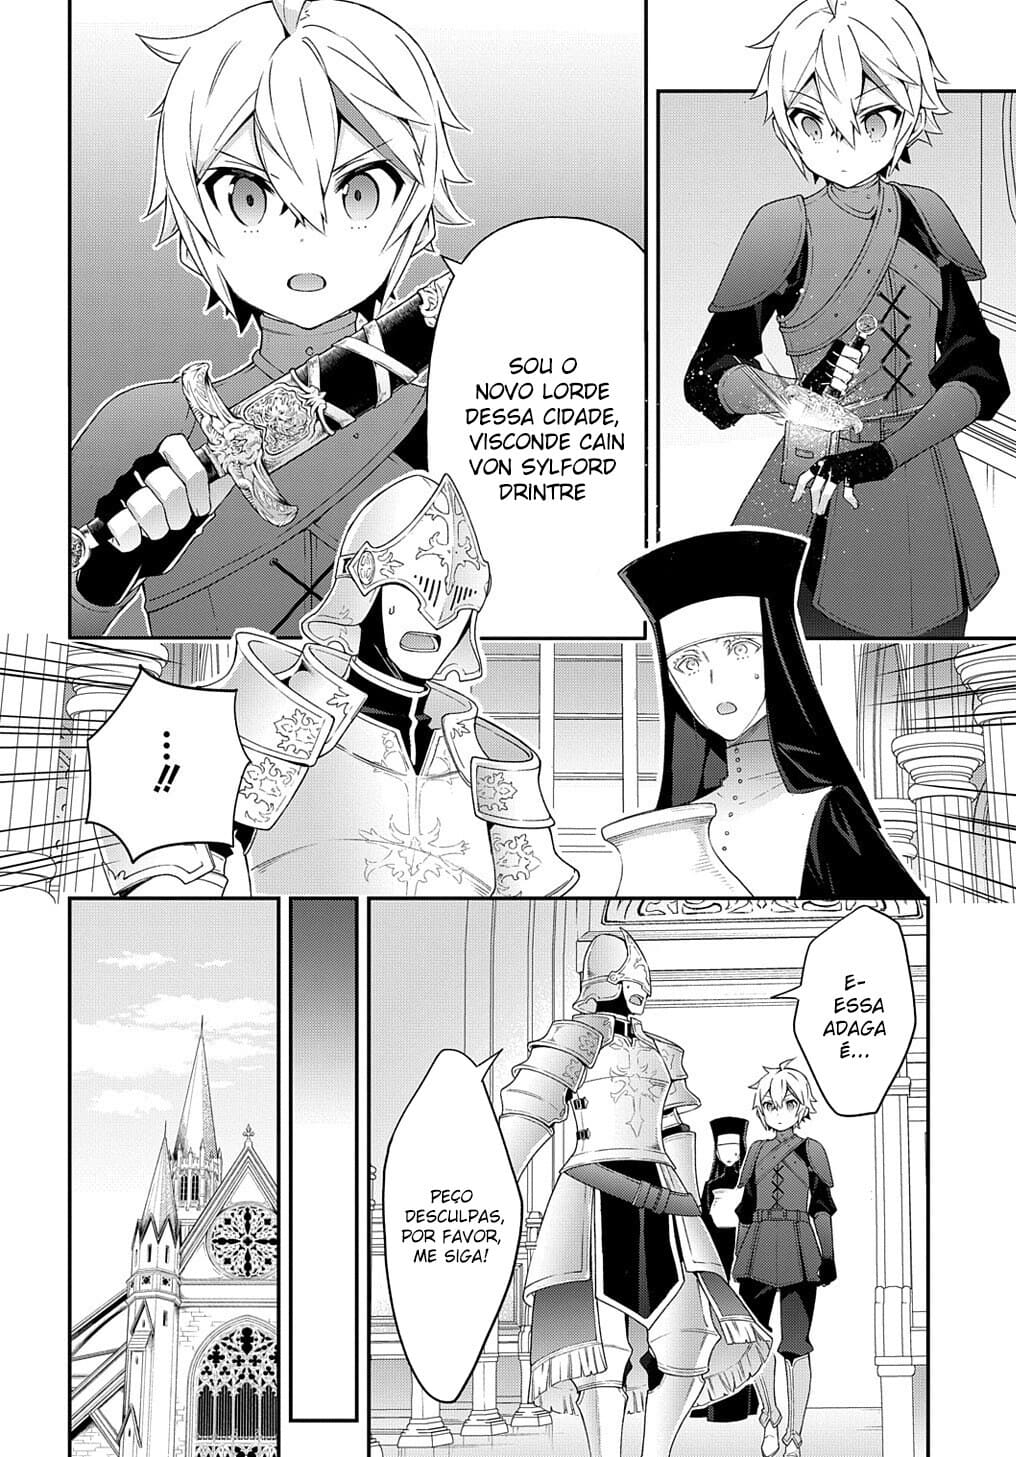 SOU O
NOVO LORDE
DESSA CIDADE,
VISCONDE CAIN
VON SYLFORD
DRINTRE
...!!
E-
ESSA
ADAGA
É...
PEÇO
DESCULPAS,
POR FAVOR,
ME SIGA!